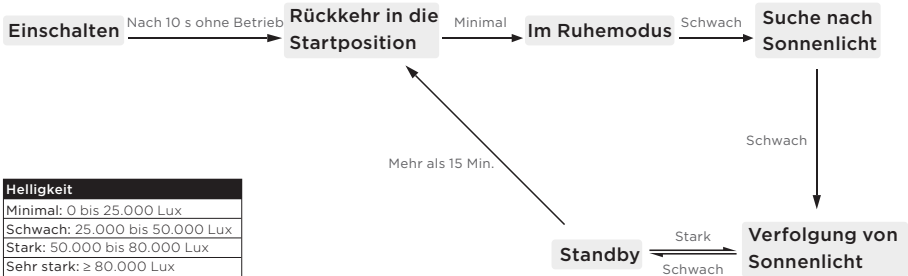 Einschalten
Nach 10 s ohne Betrieb
Rückkehr in die
Startposition
Minimal
Im Ruhemodus
Schwach
Suche nach
Sonnenlicht
Schwach
Mehr als 15 Min.
Helligkeit
Minimal: 0 bis 25.000 Lux
Schwach: 25.000 bis 50.000 Lux
Stark: 50.000 bis 80.000 Lux
Sehr stark: ≥ 80.000 Lux
Standby
Stark
Schwach
Verfolgung von
Sonnenlicht